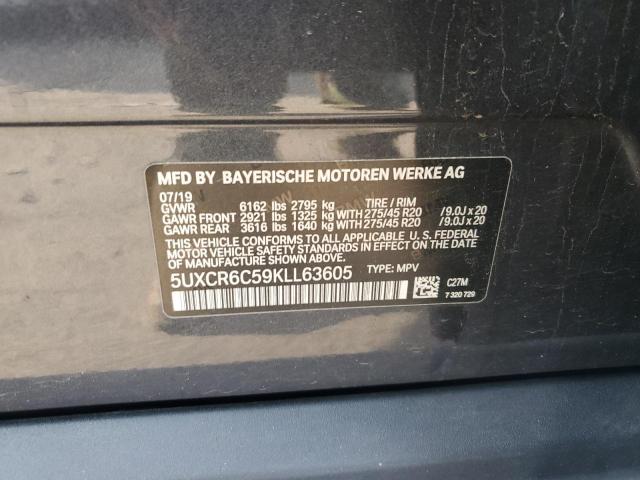 MFD BY BAYERISCHE MOTOREN WERKE AG
07/19
GVWR 6162 lbs 2795 kg TIRE / RIM
GAWR FRONT 2921 lbs 1325 kg WITH 275/45 R20 /9.0J x 20
GAWR REAR 3616 lbs 1640 kg WITH 275/45 R20 /9.0J x 20
THIS VEHICLE CONFORMS TO ALL APPLICABLE U.S. FEDERAL
MOTOR VEHICLE SAFETY STANDARDS IN EFFECT ON THE DATE
OF MANUFACTURE SHOWN ABOVE.
5UXCR6C59KLL63605 TYPE: MPV
C27M
7 320 729